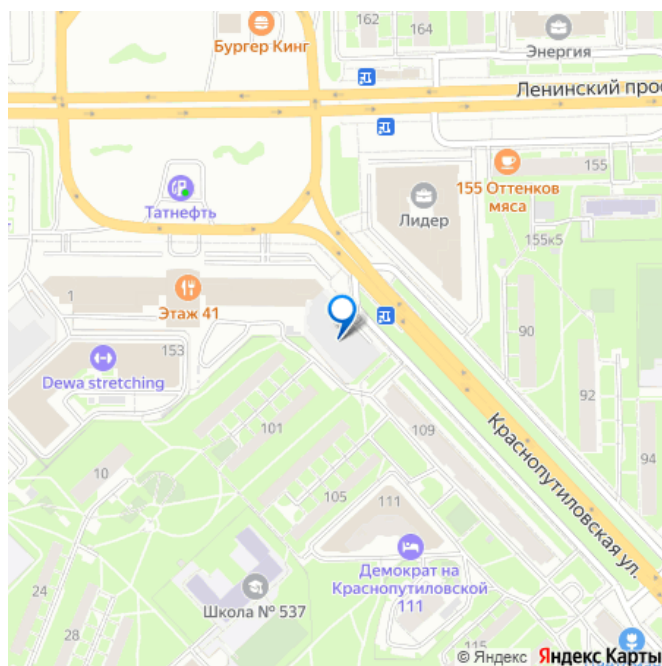 162
164
Бургер Кинг
Энергия
Ленинский прос
155
155 Оттенков
мяса
Татнефть
Лидер
155к5
1
Этаж 41
153
Dewa stretching
90
92
101
109
94
10
Краснопутиловская ул.
105
111
Демократ на
Краснопутиловской
111
24
Школа № 537
28
115
© Яндекс Яндекс Карты